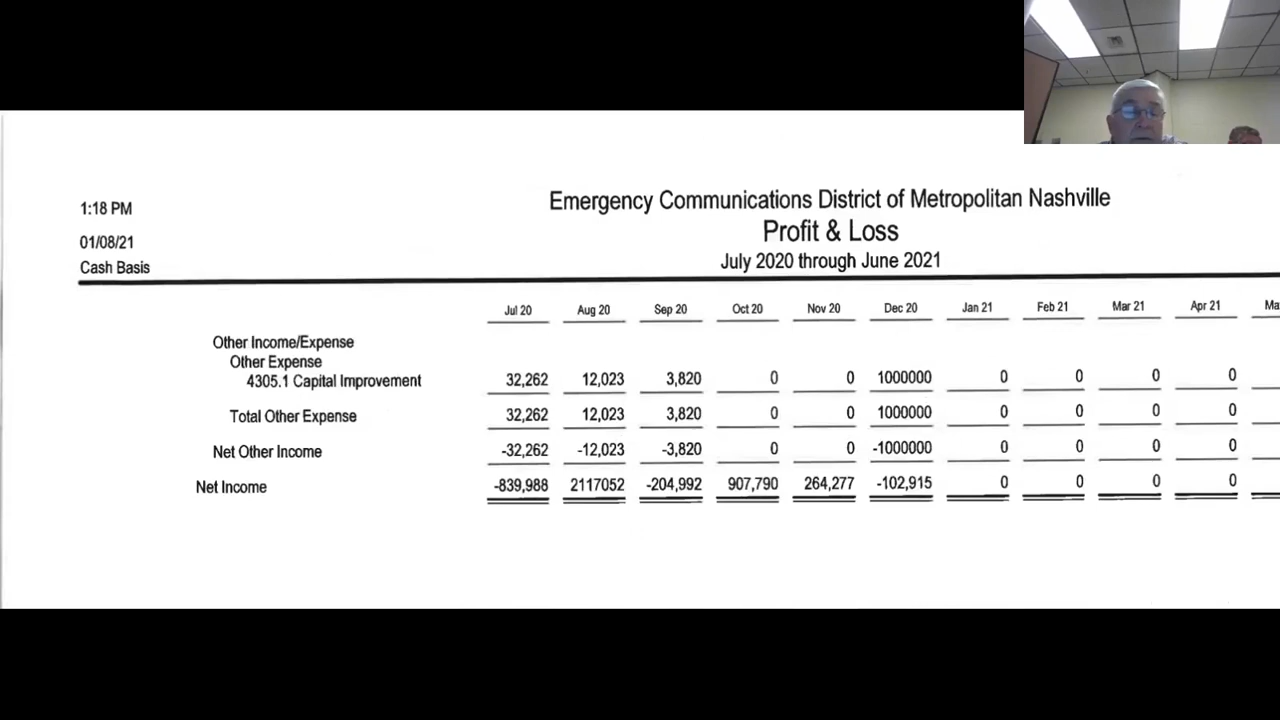 1:18 PM
01/08/21
Cash Basis
Emergency Communications District of Metropolitan Nashville
Profit & Loss
July 2020 through June 2021
Jul 20 Aug 20 Sep 20 Oct 20 Nov 20 Dec 20 Jan 21 Feb 21 Mar 21 Apr 21 Ma
Other Income/Expense
Other Expense
4305.1 Capital Improvement 32,262 12,023 3,820 0 0 1000000 0 0 0 0
Total Other Expense 32,262 12,023 3,820 0 0 1000000 0 0 0 0
Net Other Income -32,262 -12,023 -3,820 0 0 -1000000 0 0 0 0
Net Income -839,988 2117052 -204,992 907,790 264,277 -102,915 0 0 0 0